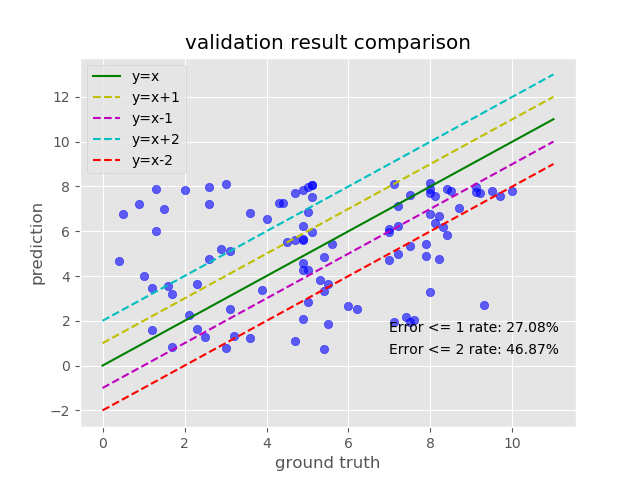 validation result comparison
y=x
y=x+1
y=x-1
y=x+2
y=x-2
12
10
8
6
4
2
0
−2
prediction
Error <= 1 rate: 27.08%
Error <= 2 rate: 46.87%
0 2 4 6 8 10
ground truth